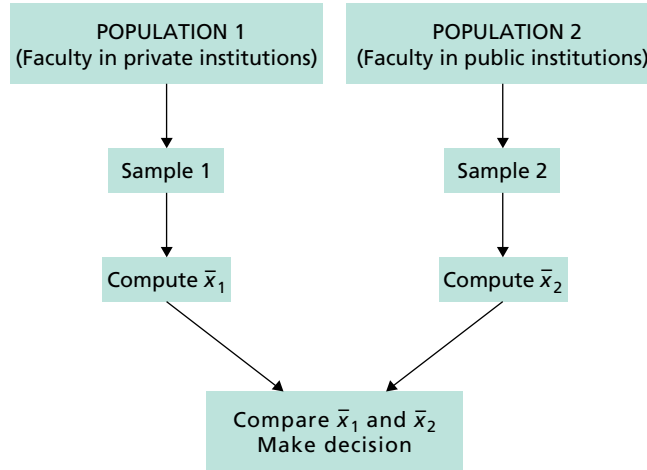 POPULATION 1
(Faculty in private institutions)
POPULATION 2
(Faculty in public institutions)
Sample 1
Sample 2
Compute x̄₁
Compute x̄₂
Compare x̄₁ and x̄₂
Make decision